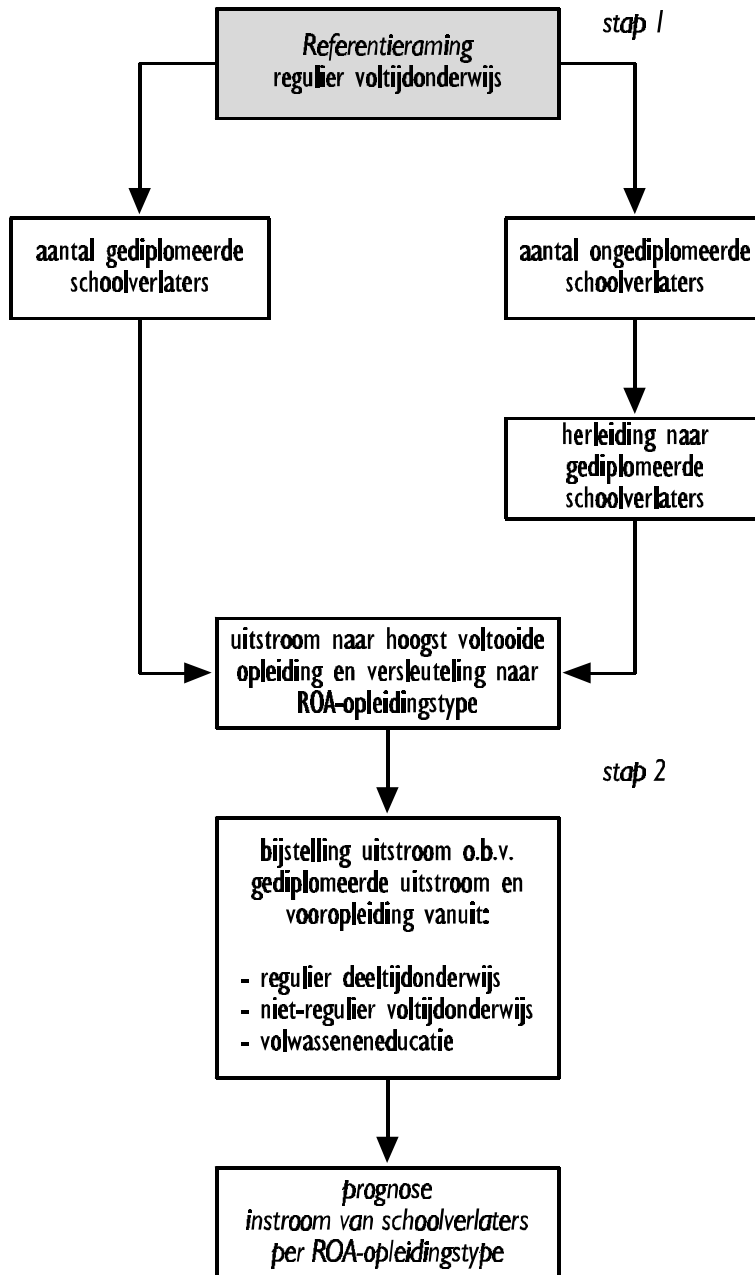 stap 1
Referentieraming
regulier voltijdonderwijs
aantal gediplomeerde
schoolverlaters
aantal ongediplomeerde
schoolverlaters
herleiding naar
gediplomeerde
schoolverlaters
uitstroom naar hoogst voltooide
opleiding en versleuteling naar
ROA-opleidingstype
stap 2
bijstelling uitstroom o.b.v.
gediplomeerde uitstroom en
vooropleiding vanuit:
- regulier deeltijdonderwijs
- niet-regulier voltijdonderwijs
- volwasseneneducatie
prognose
instroom van schoolverlaters
per ROA-opleidingstype